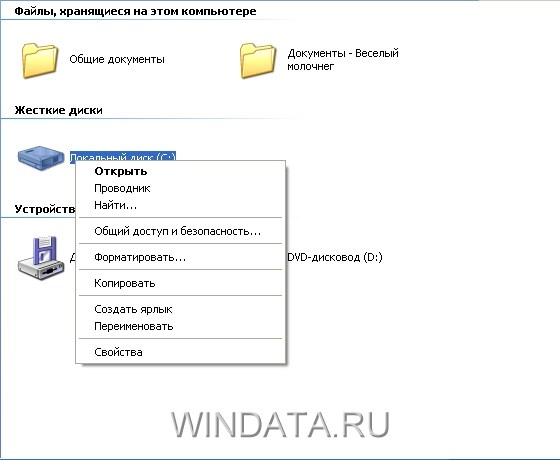 Файлы, хранящиеся на этом компьютере
Общие документы
Документы - Веселый
молочнег
Жесткие диски
Локальный диск (C:)
Открыть
Проводник
Найти...
Устройств
Общий доступ и безопасность...
Форматировать...
DVD-дисковод (D:)
Копировать
Создать ярлык
Переименовать
Свойства
WINDATA.RU